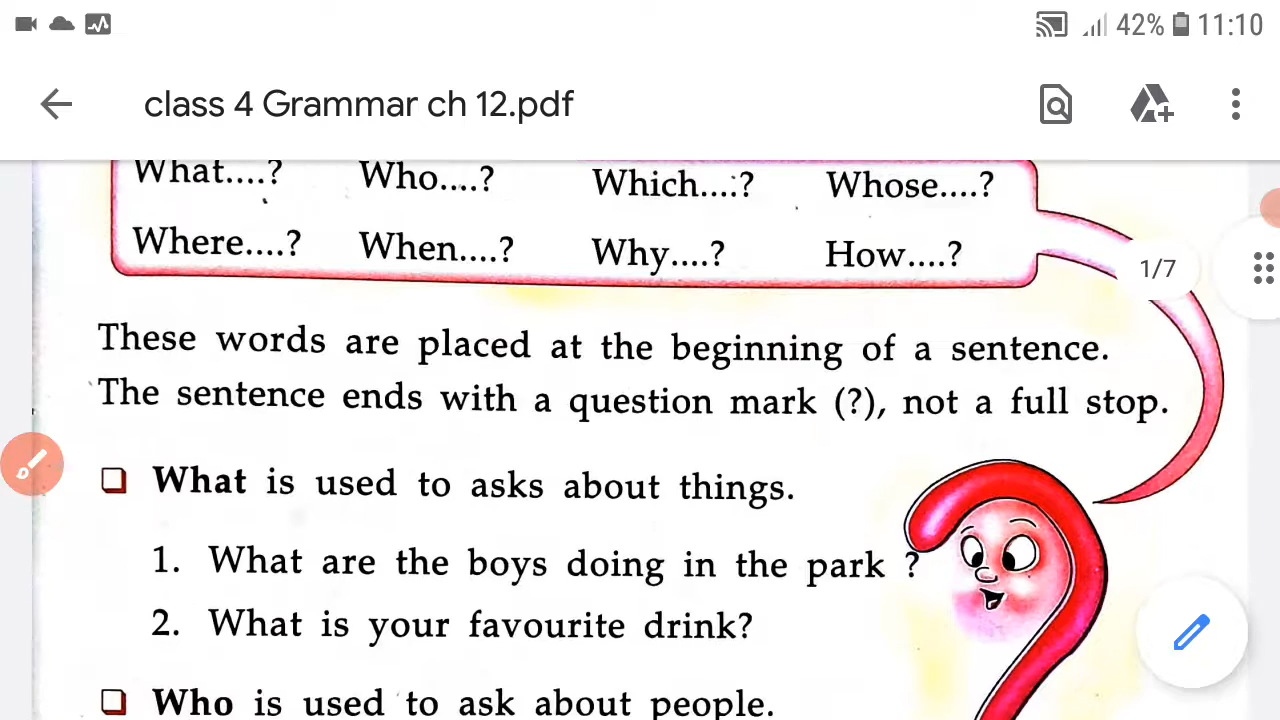 42% 11:10
class 4 Grammar ch 12.pdf
What....? Who....? Which....? Whose....?
Where....? When....? Why....? How....?
1/7
These words are placed at the beginning of a sentence.
The sentence ends with a question mark (?), not a full stop.
What is used to asks about things.
1. What are the boys doing in the park ?
2. What is your favourite drink?
Who is used to ask about people.